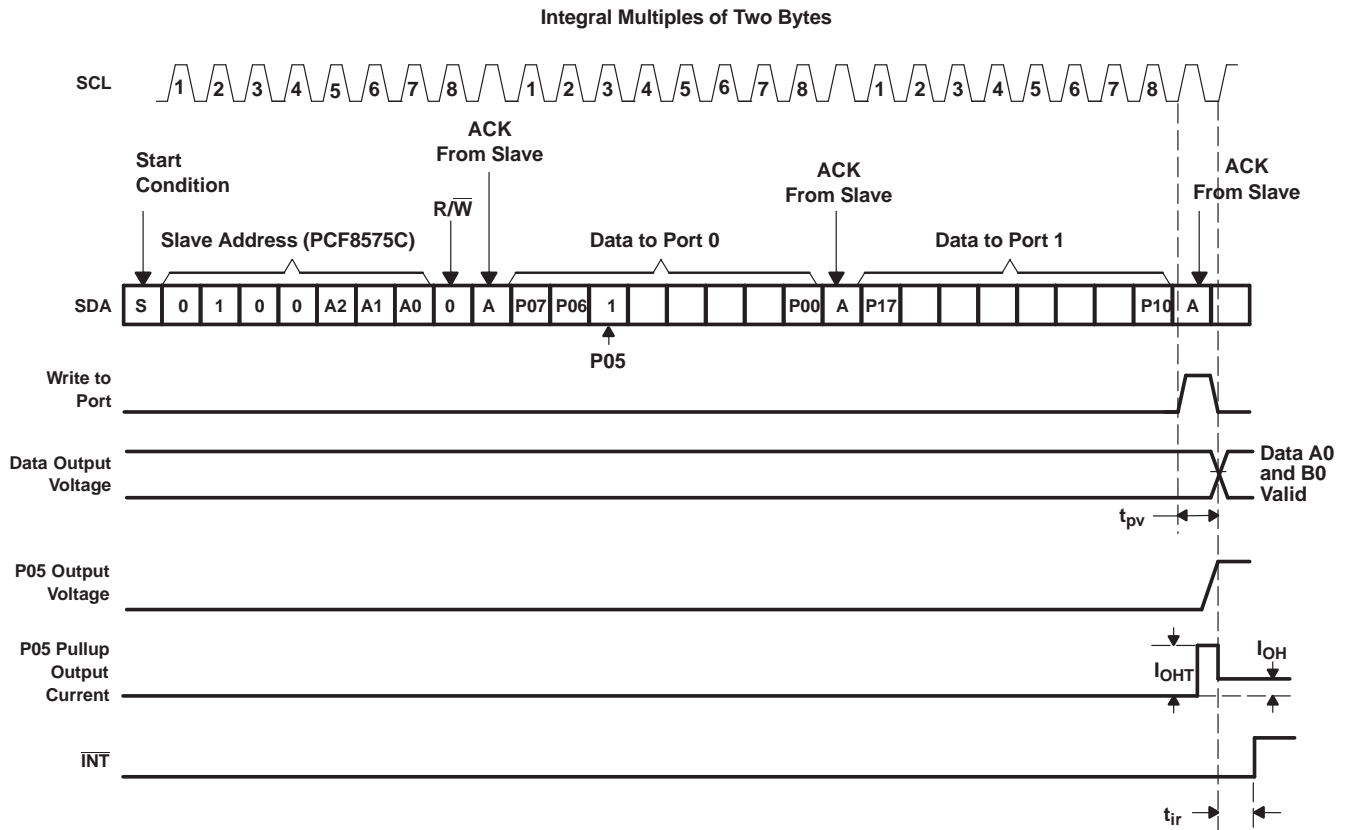 Integral Multiples of Two Bytes
SCL
1 2 3 4 5 6 7 8 1 2 3 4 5 6 7 8 1 2 3 4 5 6 7 8
Start
Condition
R/W̅
ACK
From Slave
ACK
From Slave
ACK
From Slave
Slave Address (PCF8575C)
Data to Port 0
Data to Port 1
SDA
S 0 1 0 0 A2 A1 A0 0 A P07 P06 1 P00 A P17 P10 A
P05
Write to
Port
Data Output
Voltage
Data A0
and B0
Valid
tpv
P05 Output
Voltage
P05 Pullup
Output
Current
IOHT
IOH
I̅N̅T̅
tir